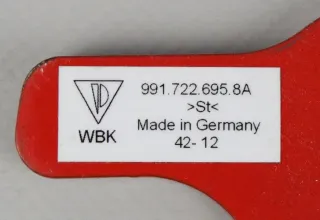 991.722.695.8A
>St<
Made in Germany
42- 12
WBK